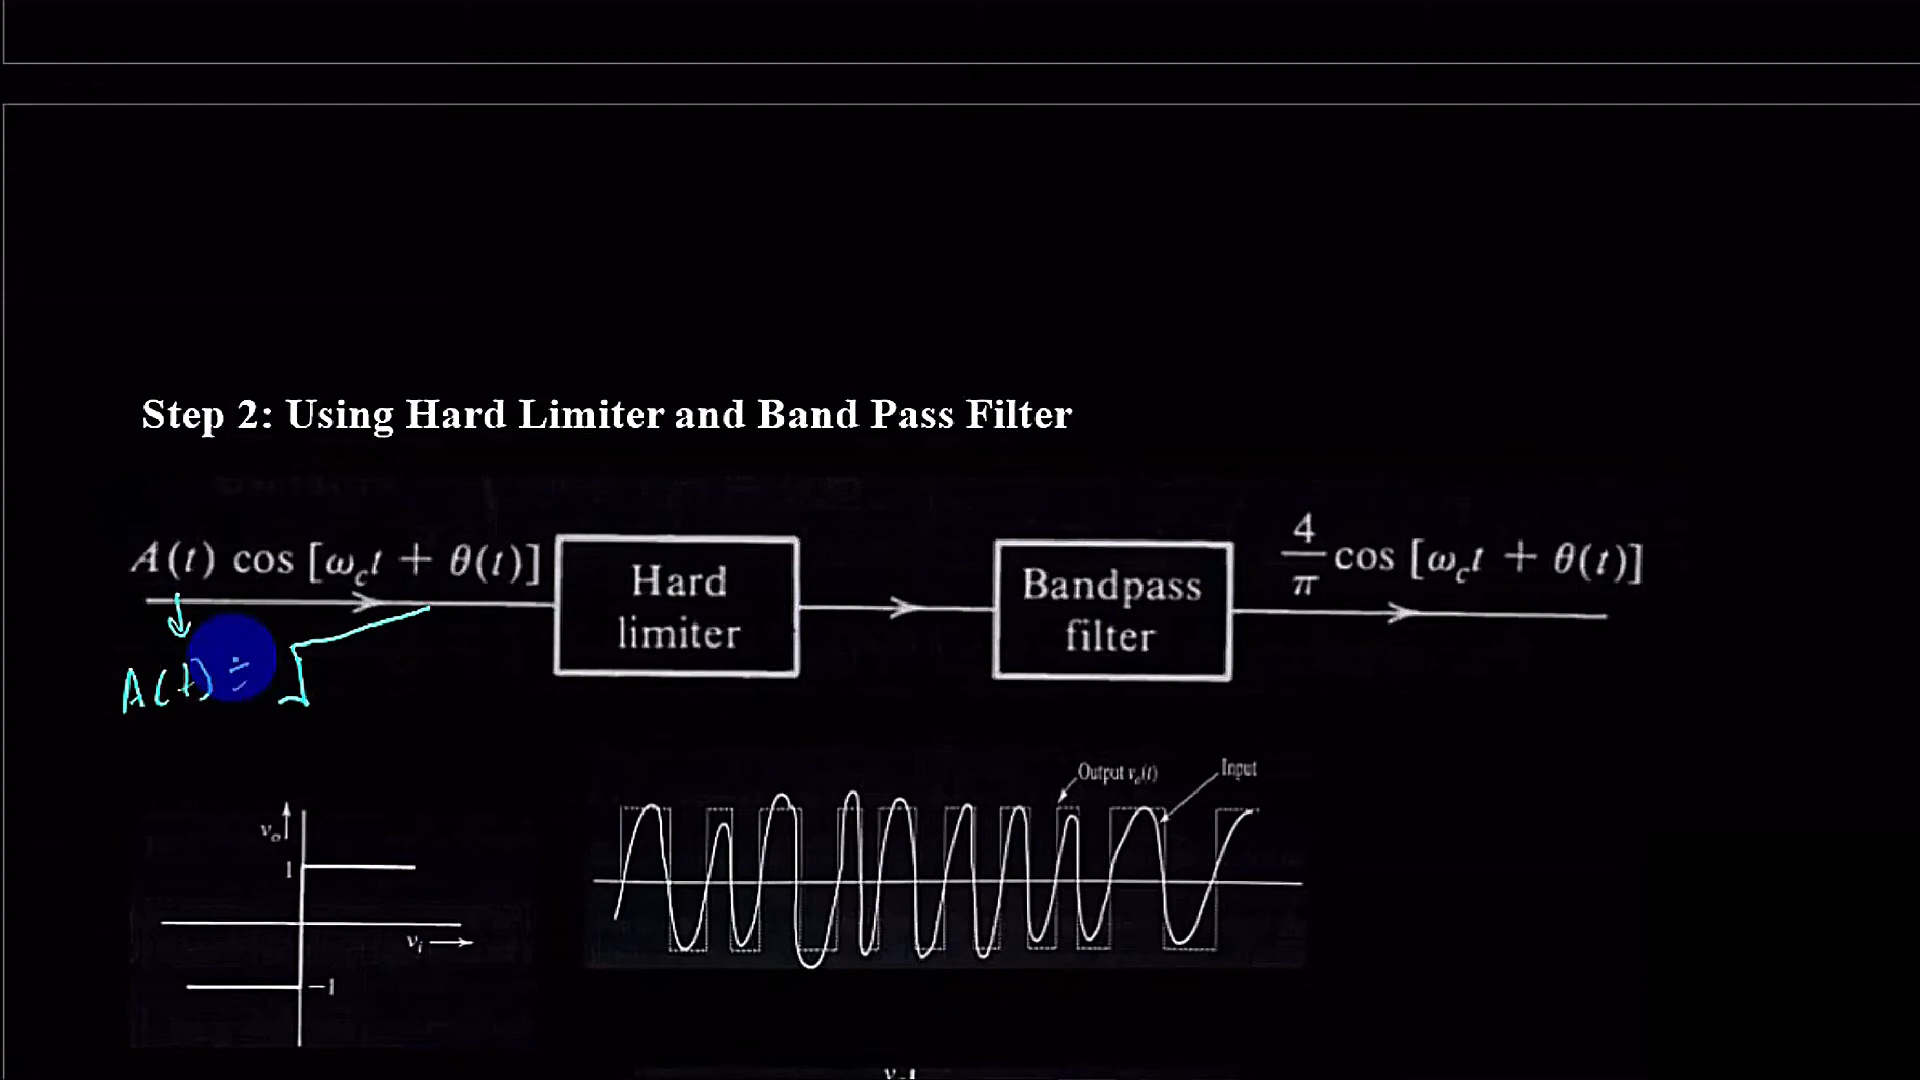 Step 2: Using Hard Limiter and Band Pass Filter
A(t) cos [ω_c t + θ(t)]
Hard
limiter
Bandpass
filter
4/π cos [ω_c t + θ(t)]
A(t) =
Output v_o(t)
Input
v_o
1
v_i
−1